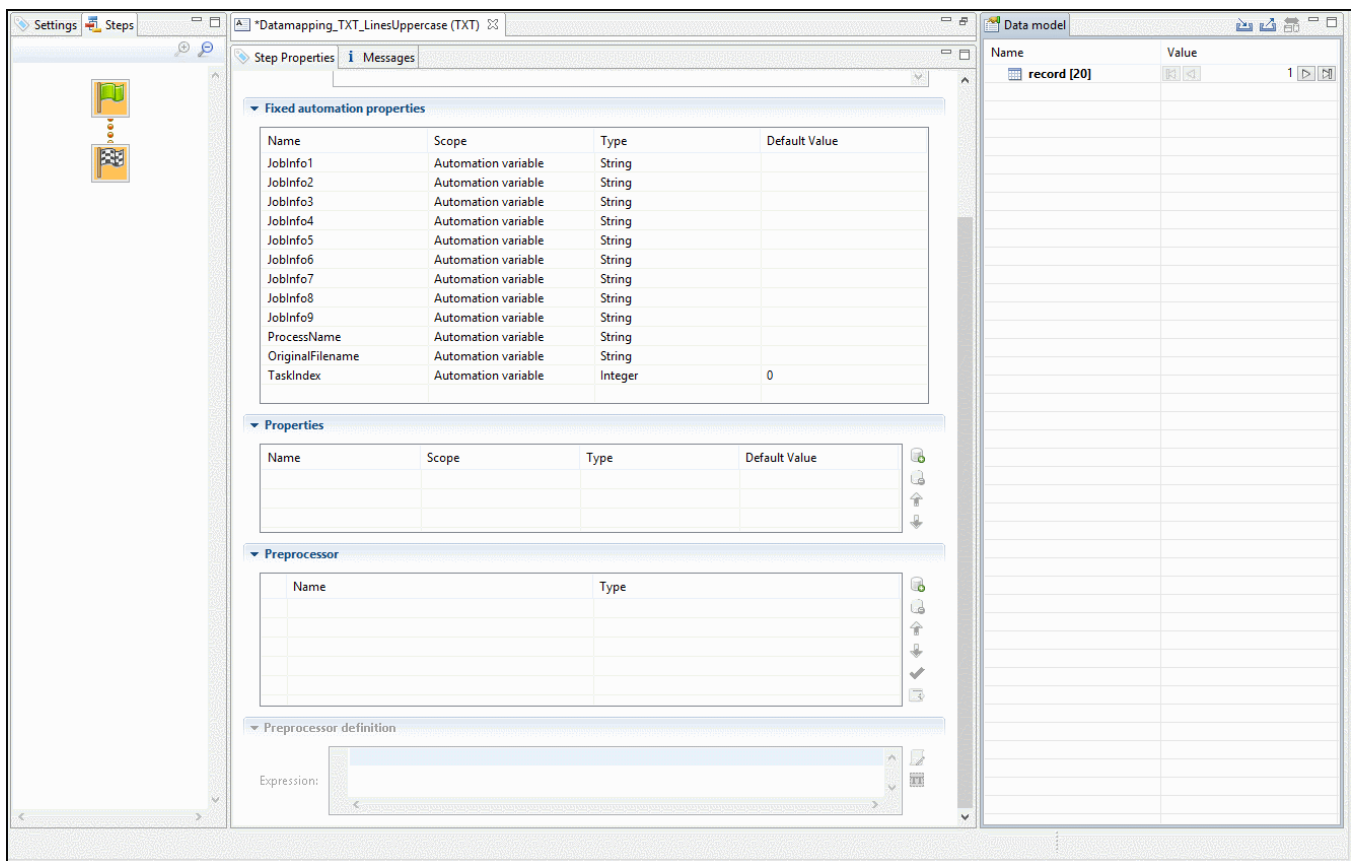 Settings Steps
*Datamapping_TXT_LinesUppercase (TXT)
Step Properties i Messages
Fixed automation properties
Name Scope Type Default Value
JobInfo1 Automation variable String
JobInfo2 Automation variable String
JobInfo3 Automation variable String
JobInfo4 Automation variable String
JobInfo5 Automation variable String
JobInfo6 Automation variable String
JobInfo7 Automation variable String
JobInfo8 Automation variable String
JobInfo9 Automation variable String
ProcessName Automation variable String
OriginalFilename Automation variable String
TaskIndex Automation variable Integer 0
Properties
Name Scope Type Default Value
Preprocessor
Name Type
Preprocessor definition
Expression:
Data model
Name Value
record [20] 1